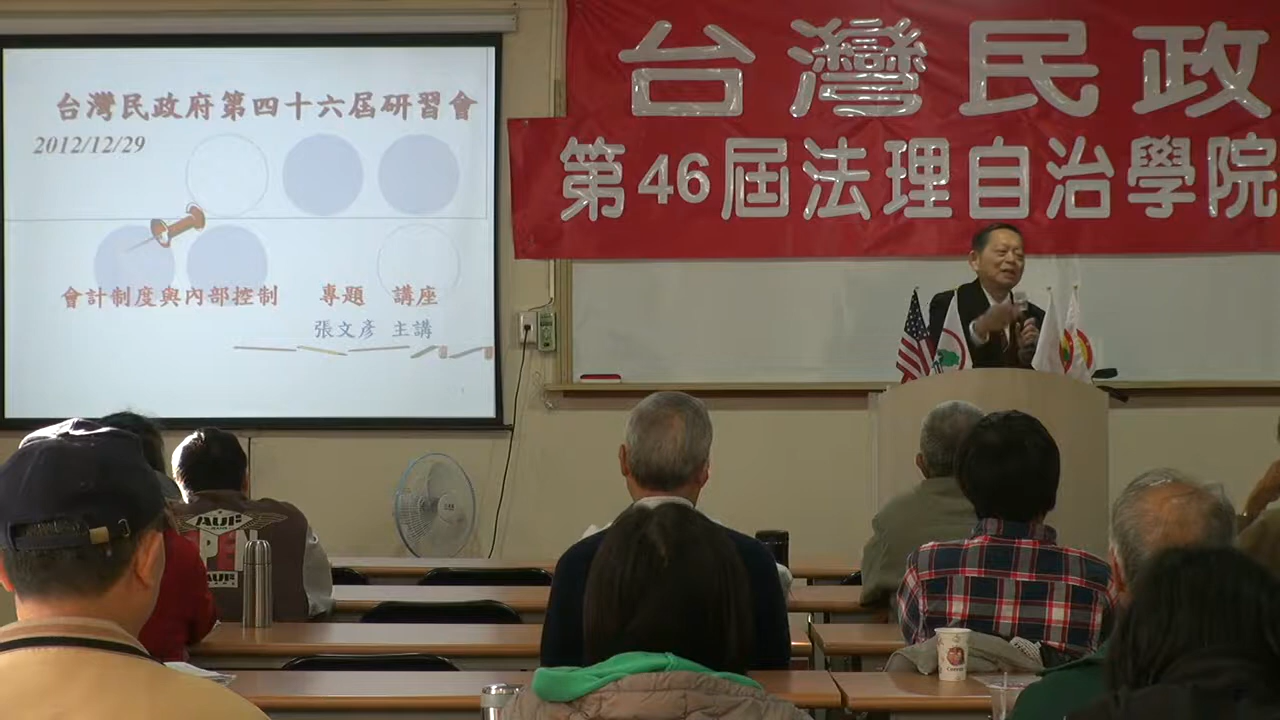 台灣民政府第四十六屆研習會
2012/12/29
會計制度與內部控制 專題 講座
張文彥 主講
台灣民政
第46屆法理自治學院
AUF
AUF